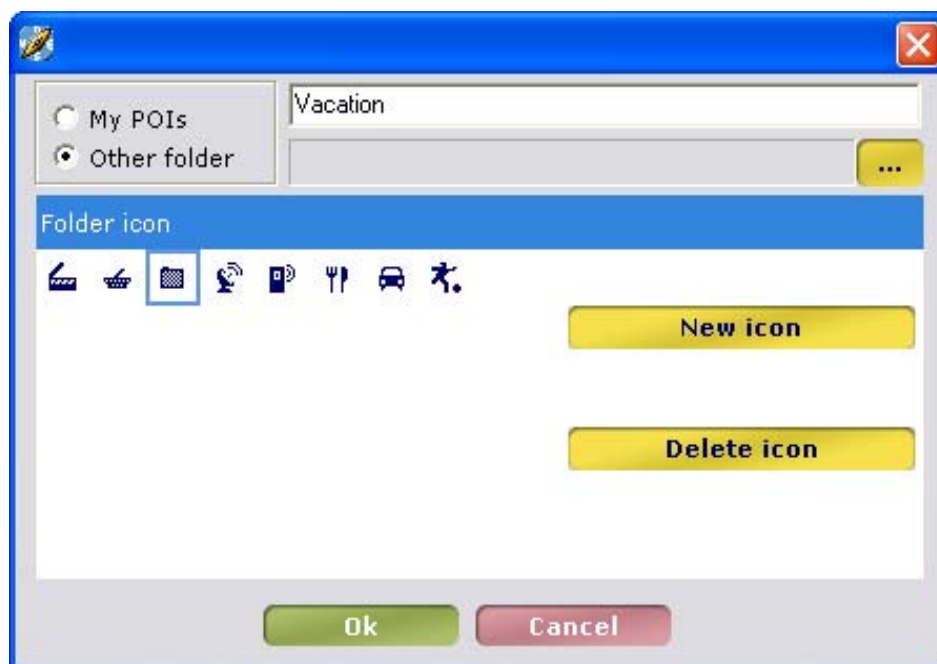 My POIs
Other folder
Vacation
...
Folder icon
New icon
Delete icon
Ok
Cancel